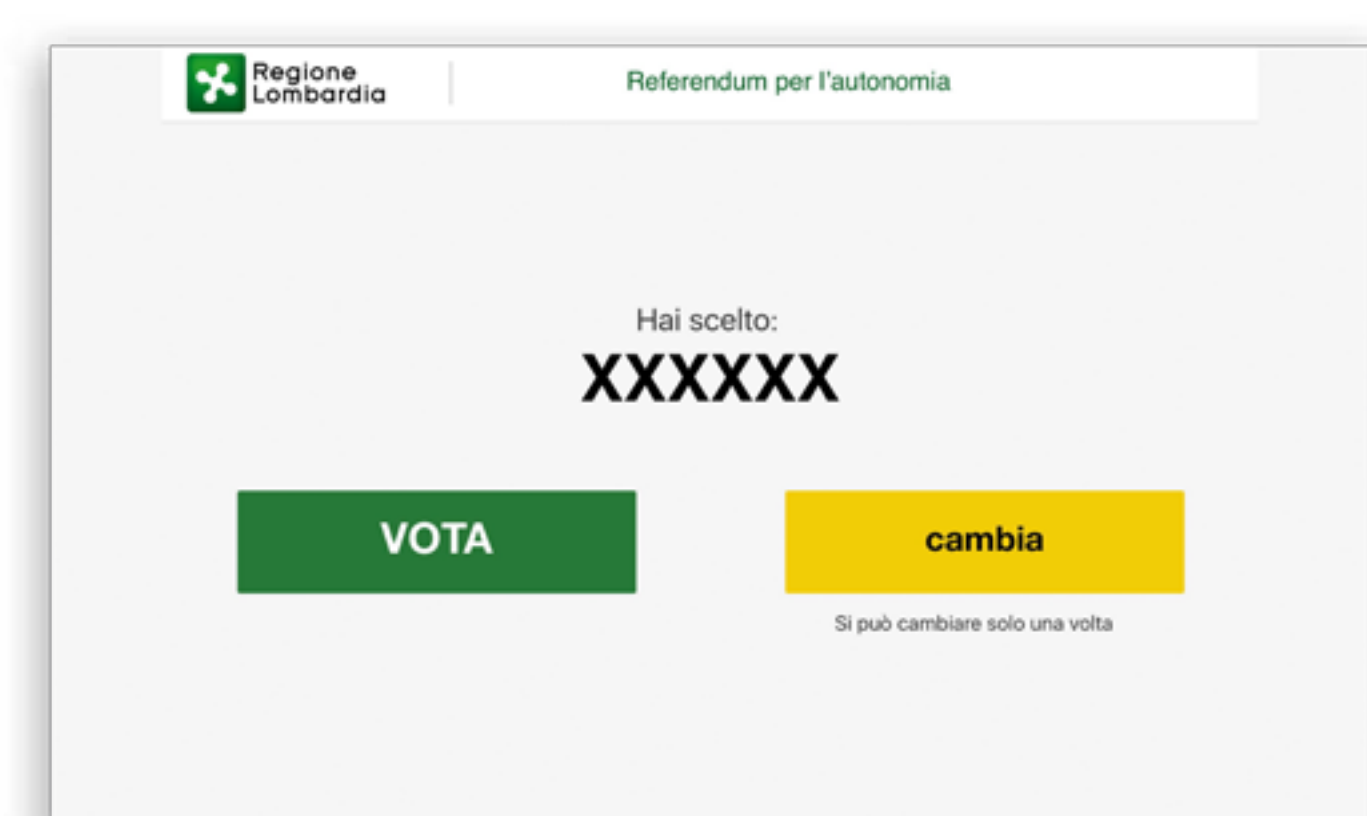 Regione
Lombardia
Referendum per l'autonomia
Hai scelto:
XXXXXX
VOTA
cambia
Si può cambiare solo una volta